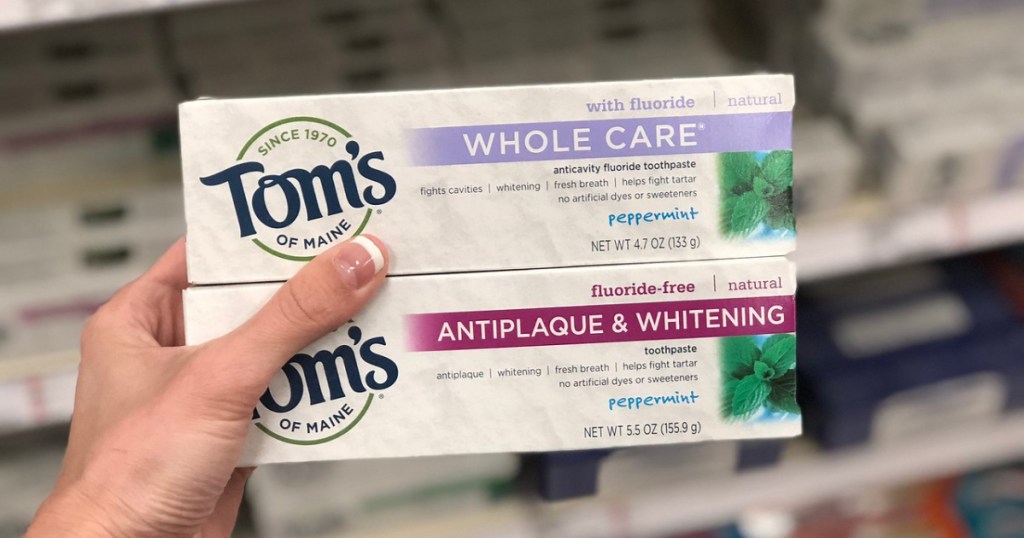 with fluoride | natural
WHOLE CARE®
SINCE 1970
Tom's
OF MAINE
anticavity fluoride toothpaste
fights cavities | whitening | fresh breath | helps fight tartar
no artificial dyes or sweeteners
peppermint
NET WT 4.7 OZ (133 g)
fluoride-free | natural
ANTIPLAQUE & WHITENING
om's
OF MAINE
toothpaste
antiplaque | whitening | fresh breath | helps fight tartar
no artificial dyes or sweeteners
peppermint
NET WT 5.5 OZ (155.9 g)